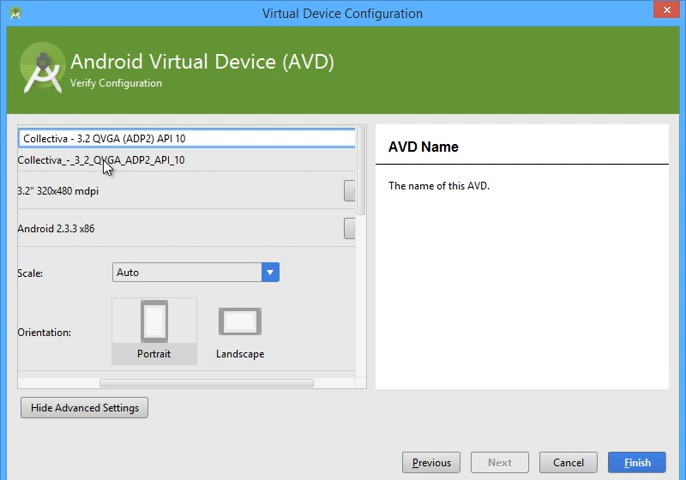 Virtual Device Configuration
Android Virtual Device (AVD)
Verify Configuration
Collectiva - 3.2 QVGA (ADP2) API 10
Collectiva_-_3_2_QVGA_ADP2_API_10
3.2" 320x480 mdpi
Android 2.3.3 x86
Scale:
Auto
Orientation:
Portrait
Landscape
AVD Name
The name of this AVD.
Hide Advanced Settings
Previous
Next
Cancel
Finish